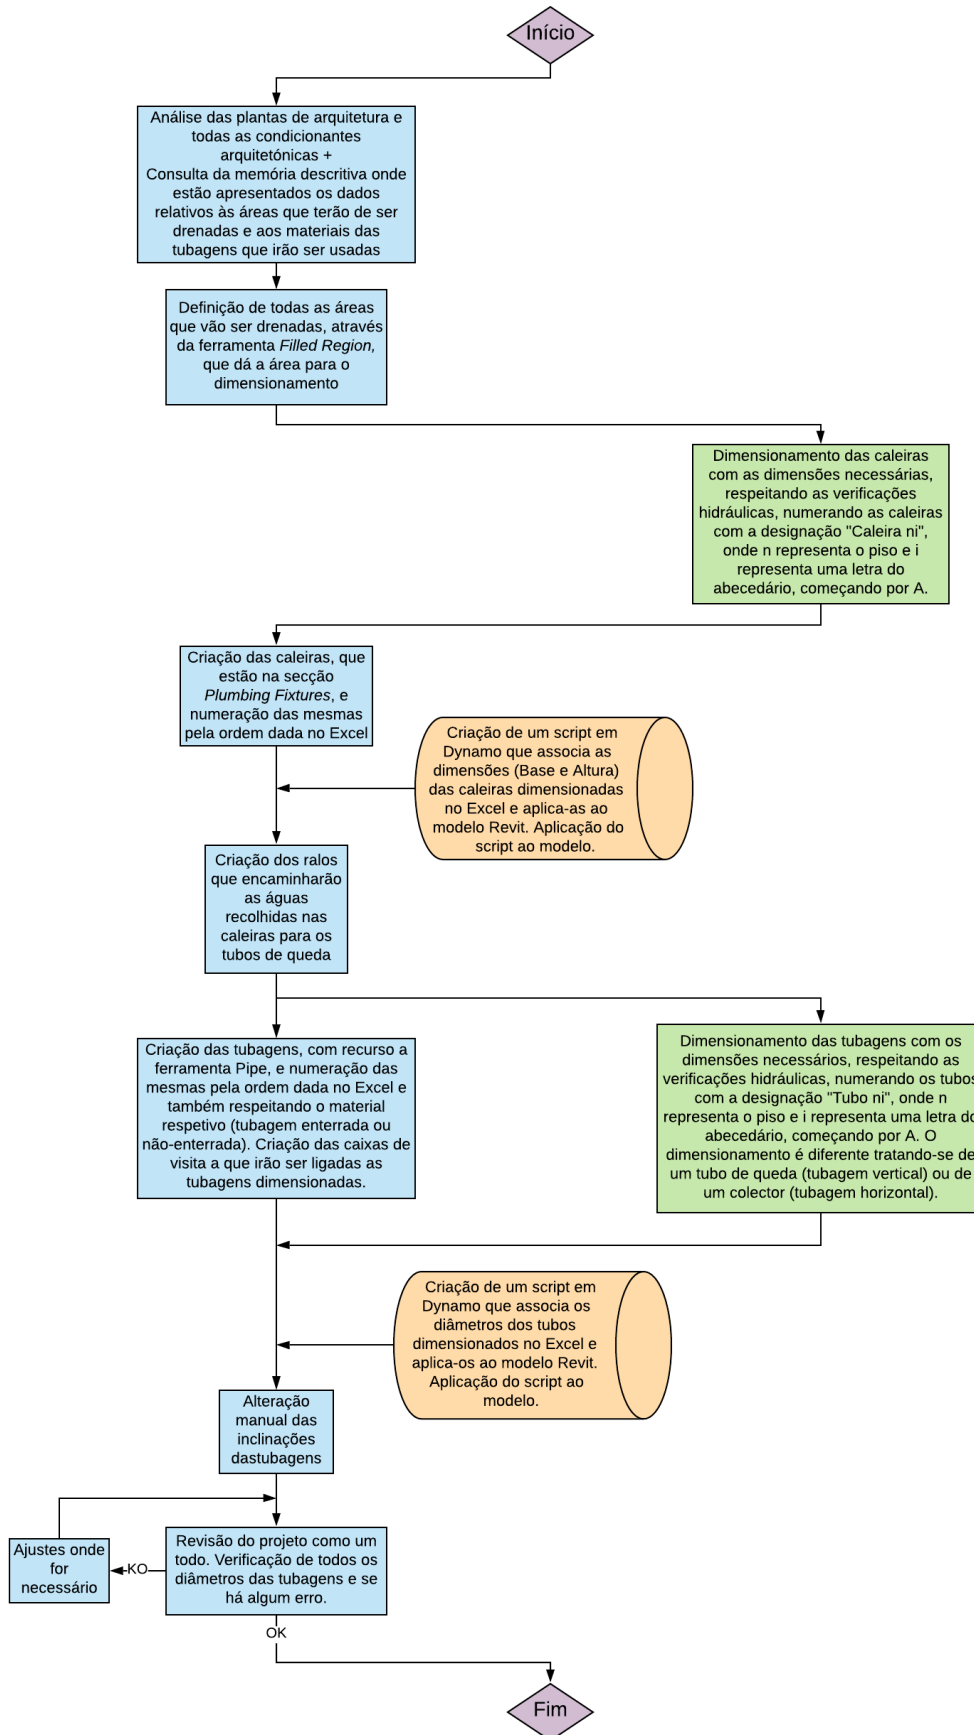 Início
Análise das plantas de arquitetura e
todas as condicionantes
arquitetónicas +
Consulta da memória descritiva onde
estão apresentados os dados
relativos às áreas que terão de ser
drenadas e aos materiais das
tubagens que irão ser usadas
Definição de todas as áreas
que vão ser drenadas, através
da ferramenta Filled Region,
que dá a área para o
dimensionamento
Dimensionamento das caleiras
com as dimensões necessárias,
respeitando as verificações
hidráulicas, numerando as caleiras
com a designação "Caleira ni",
onde n representa o piso e i
representa uma letra do
abecedário, começando por A.
Criação das caleiras, que
estão na secção
Plumbing Fixtures, e
numeração das mesmas
pela ordem dada no Excel
Criação de um script em
Dynamo que associa as
dimensões (Base e Altura)
das caleiras dimensionadas
no Excel e aplica-as ao
modelo Revit. Aplicação do
script ao modelo.
Criação dos ralos
que encaminharão
as águas
recolhidas nas
caleiras para os
tubos de queda
Criação das tubagens, com recurso a
ferramenta Pipe, e numeração das
mesmas pela ordem dada no Excel e
também respeitando o material
respetivo (tubagem enterrada ou
não-enterrada). Criação das caixas de
visita a que irão ser ligadas as
tubagens dimensionadas.
Dimensionamento das tubagens com os
dimensões necessários, respeitando as
verificações hidráulicas, numerando os tubos
com a designação "Tubo ni", onde n
representa o piso e i representa uma letra do
abecedário, começando por A. O
dimensionamento é diferente tratando-se de
um tubo de queda (tubagem vertical) ou de
um colector (tubagem horizontal).
Criação de um script em
Dynamo que associa os
diâmetros dos tubos
dimensionados no Excel e
aplica-os ao modelo Revit.
Aplicação do script ao
modelo.
Alteração
manual das
inclinações
dastubagens
Revisão do projeto como um
todo. Verificação de todos os
diâmetros das tubagens e se
há algum erro.
KO
Ajustes onde
for
necessário
OK
Fim